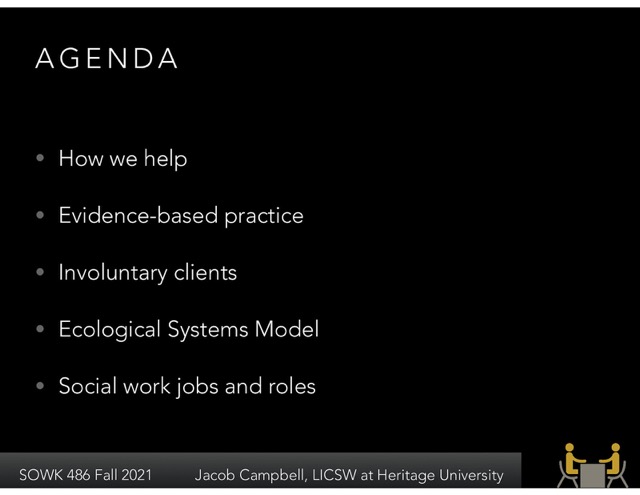 AGENDA
• How we help
• Evidence-based practice
• Involuntary clients
• Ecological Systems Model
• Social work jobs and roles
SOWK 486 Fall 2021 Jacob Campbell, LICSW at Heritage University